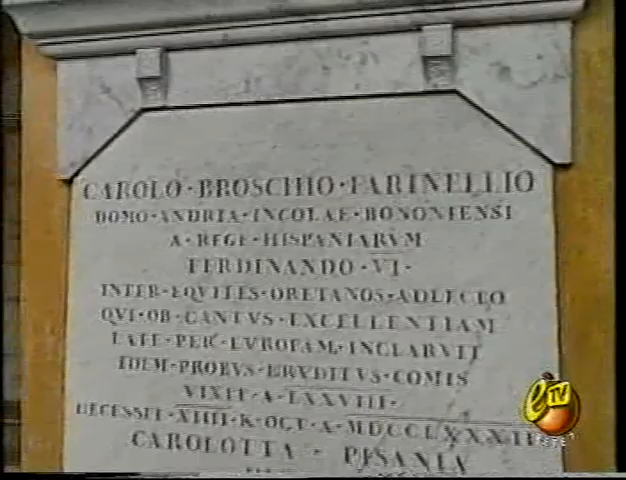 CAROLO·BROSCHIO·FARINELLIO
DOMO·ANDRIA·INCOLAE·BONONIENSI
A·REGE·HISPANIARVM
FERDINANDO·VI·
INTER·EQVITES·ORETANOS·ADLECTO
QVI·OB·CANTVS·EXCELLENTIAM
LATE·PER·EVROPAM·INCLARVIT
IDEM·PROBVS·ERVDITVS·COMIS
VIXIT·A·LXXVIII·
DECESSIT·XIIII·K·OCT·A·MDCCLXXXII
CAROLOTTA·PISANIA
eTV